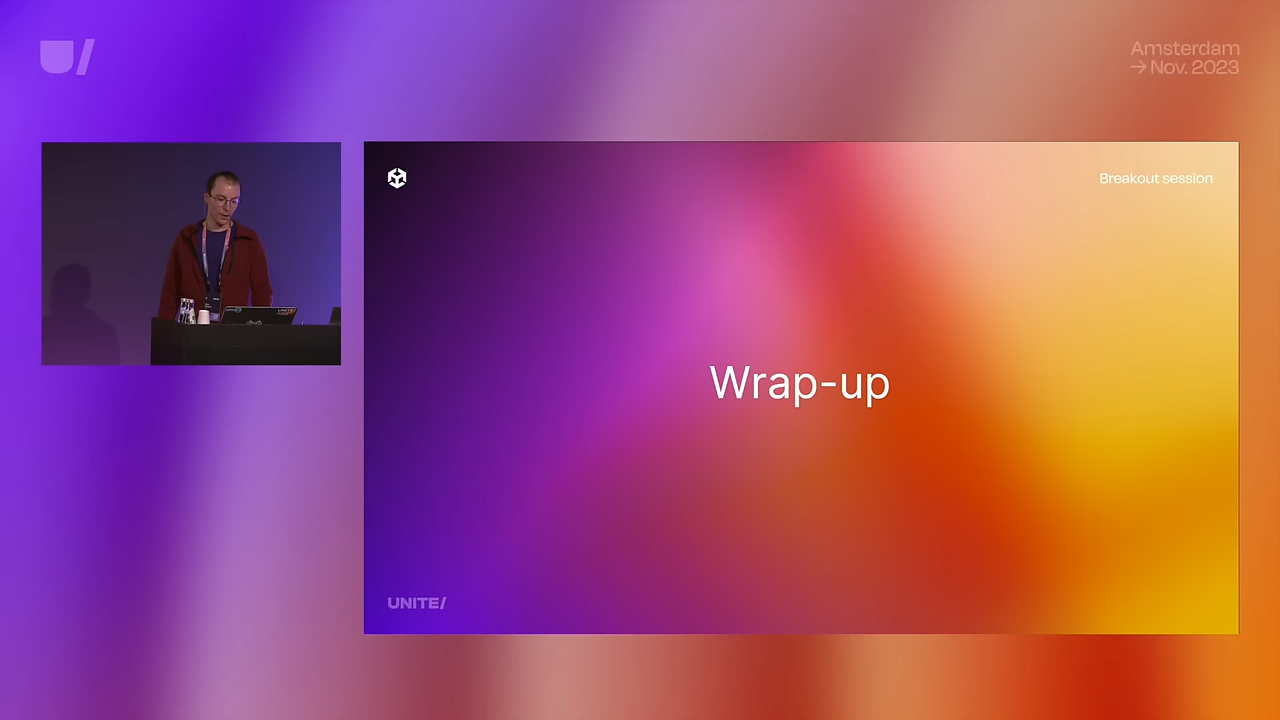 Amsterdam
→ Nov. 2023
Breakout session
Wrap-up
UNITE/